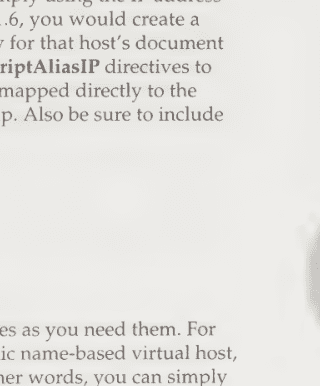 using the IP address
.6, you would create a
for that host's document
riptAliasIP directives to
mapped directly to the
p. Also be sure to include
es as you need them. For
ic name-based virtual host,
her words, you can simply